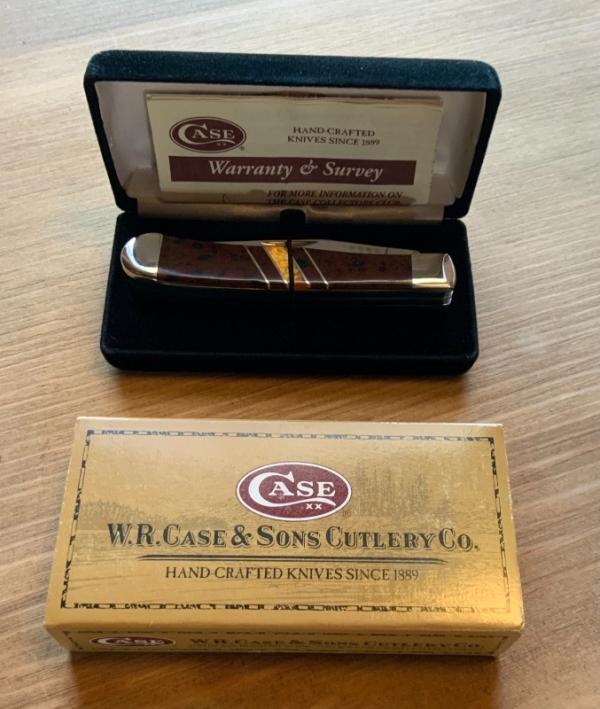 CASE
XX
HAND-CRAFTED
KNIVES SINCE 1889
Warranty & Survey
FOR MORE INFORMATION ON
THE CASE COLLECTORS CLUB
CASE
XX
W.R. CASE & SONS CUTLERY CO.
HAND-CRAFTED KNIVES SINCE 1889
CASE
W.R. CASE & SONS CUTLERY CO.